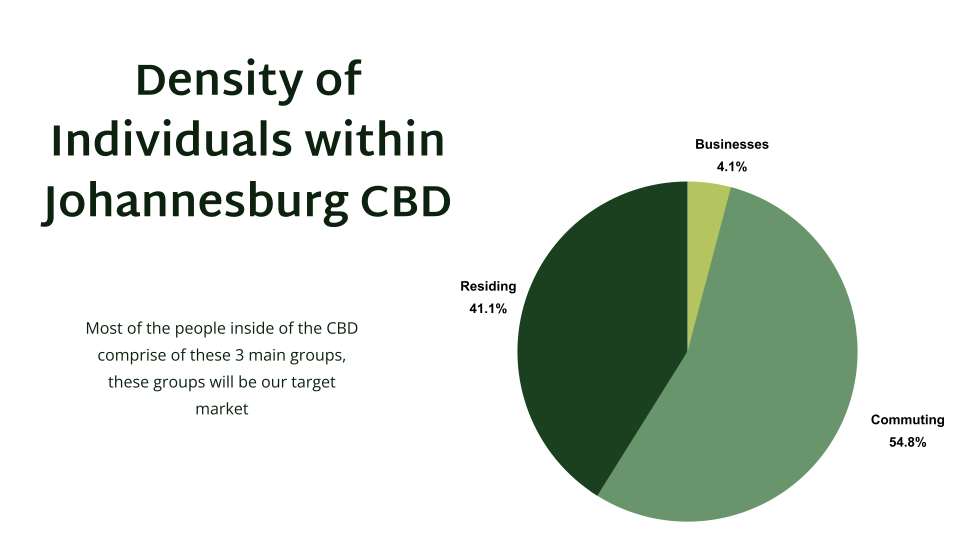 Density of
Individuals within
Johannesburg CBD
Most of the people inside of the CBD
comprise of these 3 main groups,
these groups will be our target
market
Businesses
4.1%
Residing
41.1%
Commuting
54.8%